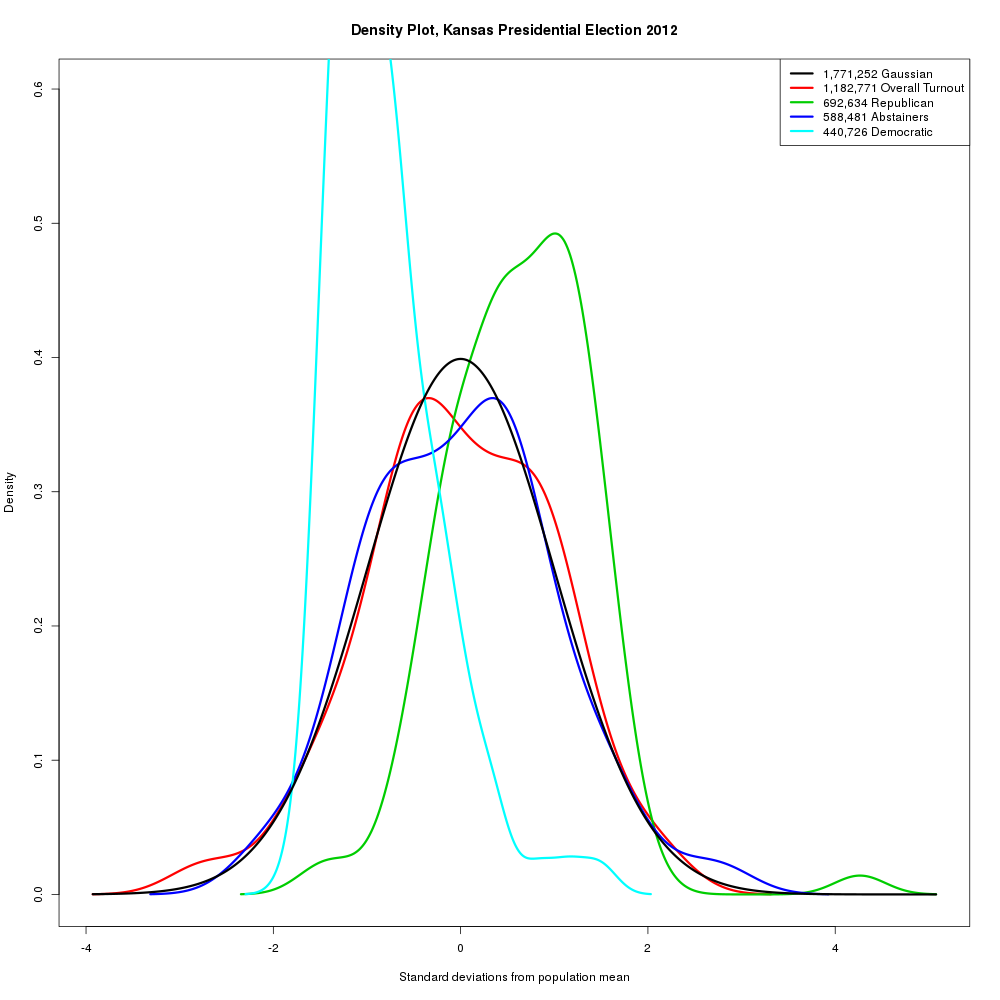 Density Plot, Kansas Presidential Election 2012
1,771,252 Gaussian
1,182,771 Overall Turnout
692,634 Republican
588,481 Abstainers
440,726 Democratic
Density
0.6
0.5
0.4
0.3
0.2
0.1
0.0
-4 -2 0 2 4
Standard deviations from population mean